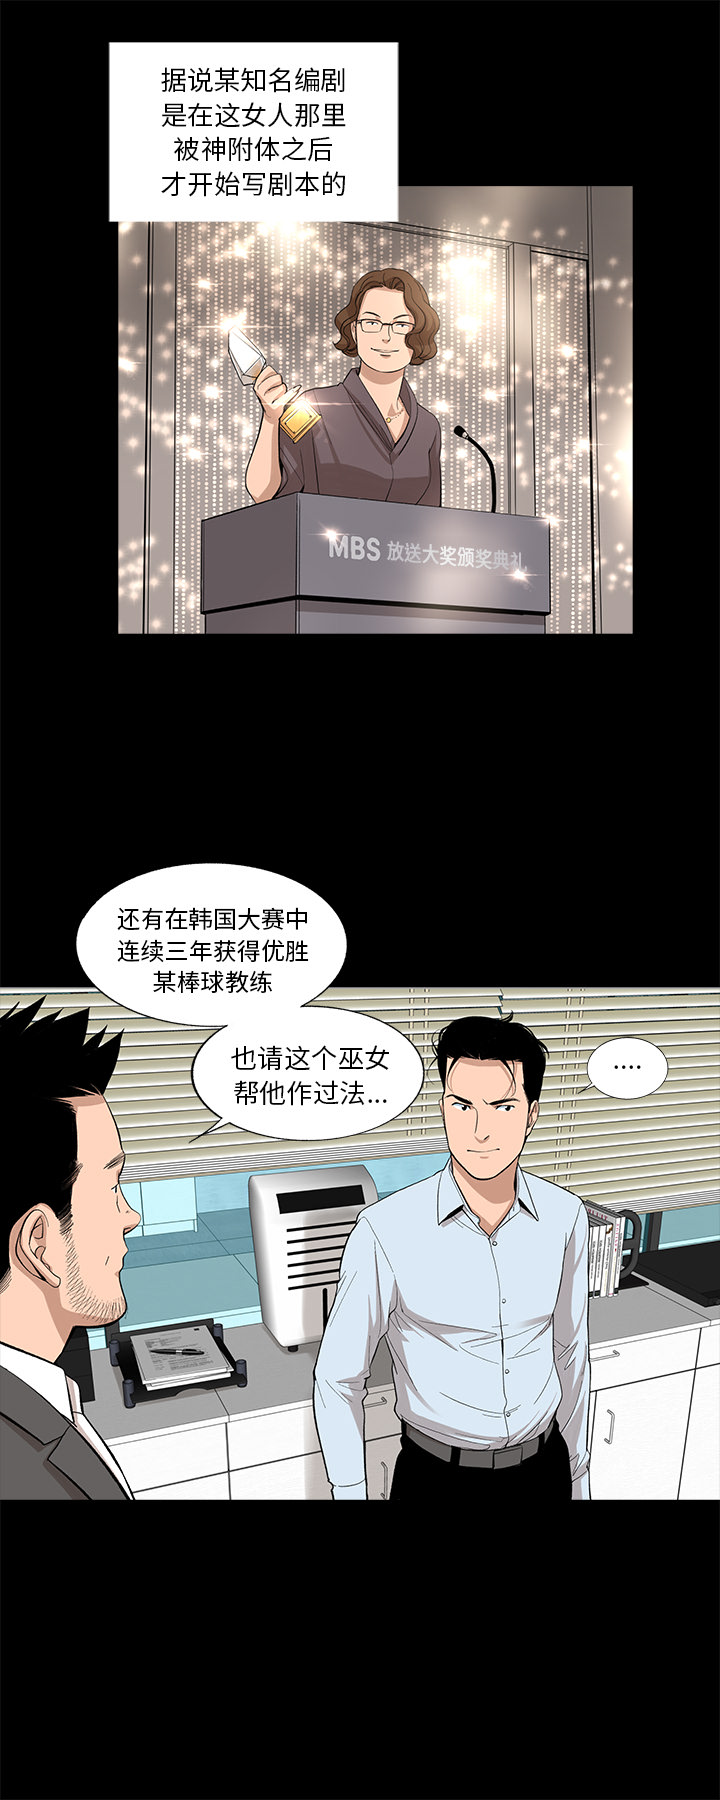 据说某知名编剧
是在这女人那里
被神附体之后
才开始写剧本的
MBS 放送大奖颁奖典礼
还有在韩国大赛中
连续三年获得优胜
某棒球教练
也请这个巫女
帮他作过法...
....